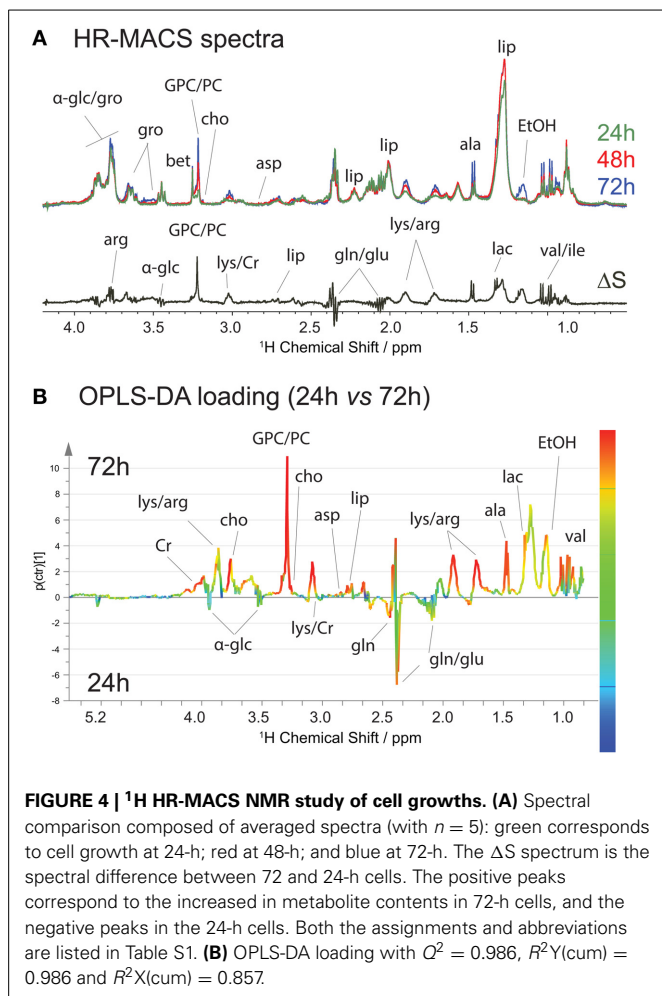 A HR-MACS spectra
lip
GPC/PC
α-glc/gro
cho
gro
EtOH
24h
48h
72h
bet
asp
lip
lip
ala
arg
GPC/PC
α-glc
lys/Cr
lip
gln/glu
lys/arg
lac
val/ile
ΔS
4.0 3.5 3.0 2.5 2.0 1.5 1.0
¹H Chemical Shift / ppm
B OPLS-DA loading (24h vs 72h)
GPC/PC
EtOH
72h
cho
lac
lys/arg
cho
asp
lip
lys/arg
ala
val
Cr
p(ctr)[1]
10
8
6
4
2
0
-2
-4
-6
-8
α-glc
lys/Cr
gln
gln/glu
24h
5.2 4.0 3.5 3.0 2.5 2.0 1.5 1.0
¹H Chemical Shift / ppm
FIGURE 4 | ¹H HR-MACS NMR study of cell growths. (A) Spectral
comparison composed of averaged spectra (with n = 5): green corresponds
to cell growth at 24-h; red at 48-h; and blue at 72-h. The ΔS spectrum is the
spectral difference between 72 and 24-h cells. The positive peaks
correspond to the increased in metabolite contents in 72-h cells, and the
negative peaks in the 24-h cells. Both the assignments and abbreviations
are listed in Table S1. (B) OPLS-DA loading with Q² = 0.986, R²Y(cum) =
0.986 and R²X(cum) = 0.857.